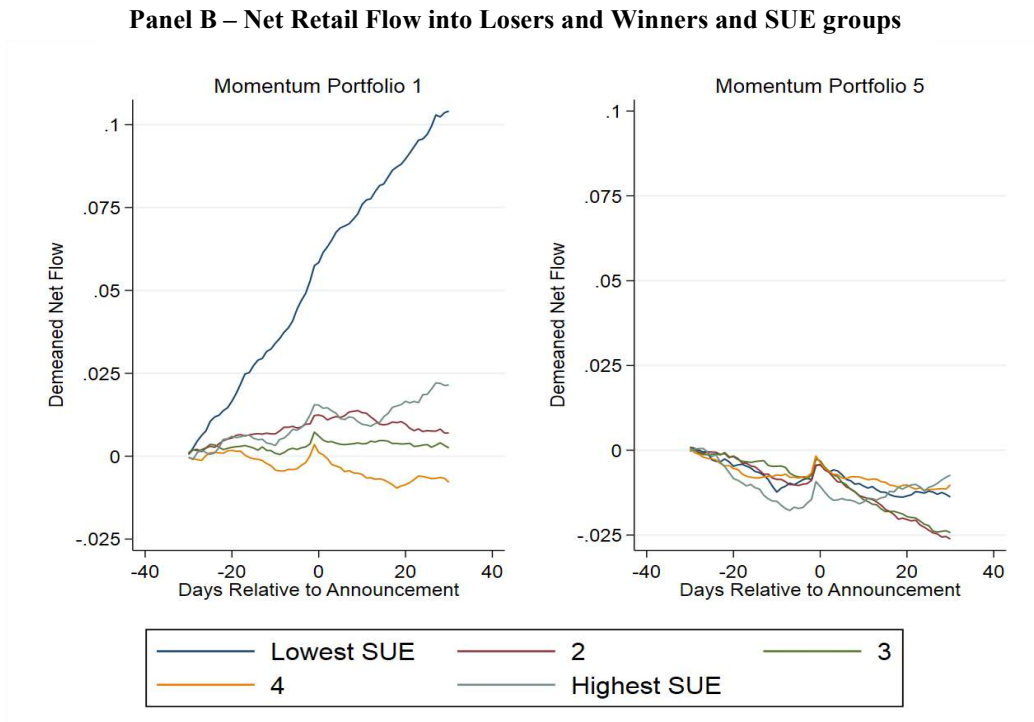 Panel B – Net Retail Flow into Losers and Winners and SUE groups
Momentum Portfolio 1
Demeaned Net Flow
.1
.075
.05
.025
0
-.025
-40 -20 0 20 40
Days Relative to Announcement
Momentum Portfolio 5
Demeaned Net Flow
.1
.075
.05
.025
0
-.025
-40 -20 0 20 40
Days Relative to Announcement
Lowest SUE 2 3
4 Highest SUE